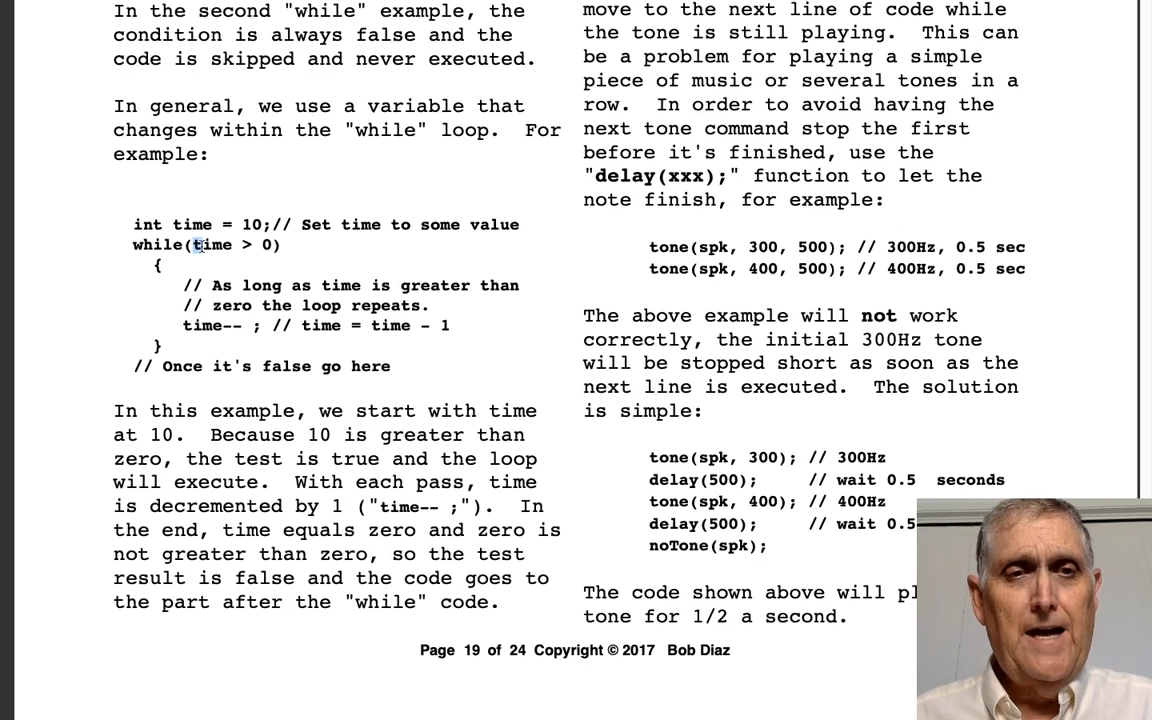 In the second "while" example, the
condition is always false and the
code is skipped and never executed.
In general, we use a variable that
changes within the "while" loop.  For
example:
int time = 10;// Set time to some value
while(time > 0)
{
// As long as time is greater than
// zero the loop repeats.
time-- ; // time = time - 1
}
// Once it's false go here
In this example, we start with time
at 10.  Because 10 is greater than
zero, the test is true and the loop
will execute.  With each pass, time
is decremented by 1 ("time-- ;").  In
the end, time equals zero and zero is
not greater than zero, so the test
result is false and the code goes to
the part after the "while" code.
move to the next line of code while
the tone is still playing.  This can
be a problem for playing a simple
piece of music or several tones in a
row.  In order to avoid having the
next tone command stop the first
before it's finished, use the
"delay(xxx);" function to let the
note finish, for example:
tone(spk, 300, 500); // 300Hz, 0.5 sec
tone(spk, 400, 500); // 400Hz, 0.5 sec
The above example will not work
correctly, the initial 300Hz tone
will be stopped short as soon as the
next line is executed.  The solution
is simple:
tone(spk, 300); // 300Hz
delay(500); // wait 0.5 seconds
tone(spk, 400); // 400Hz
delay(500); // wait 0.5
noTone(spk);
The code shown above will
tone for 1/2 a second.
Page 19 of 24 Copyright © 2017 Bob Diaz